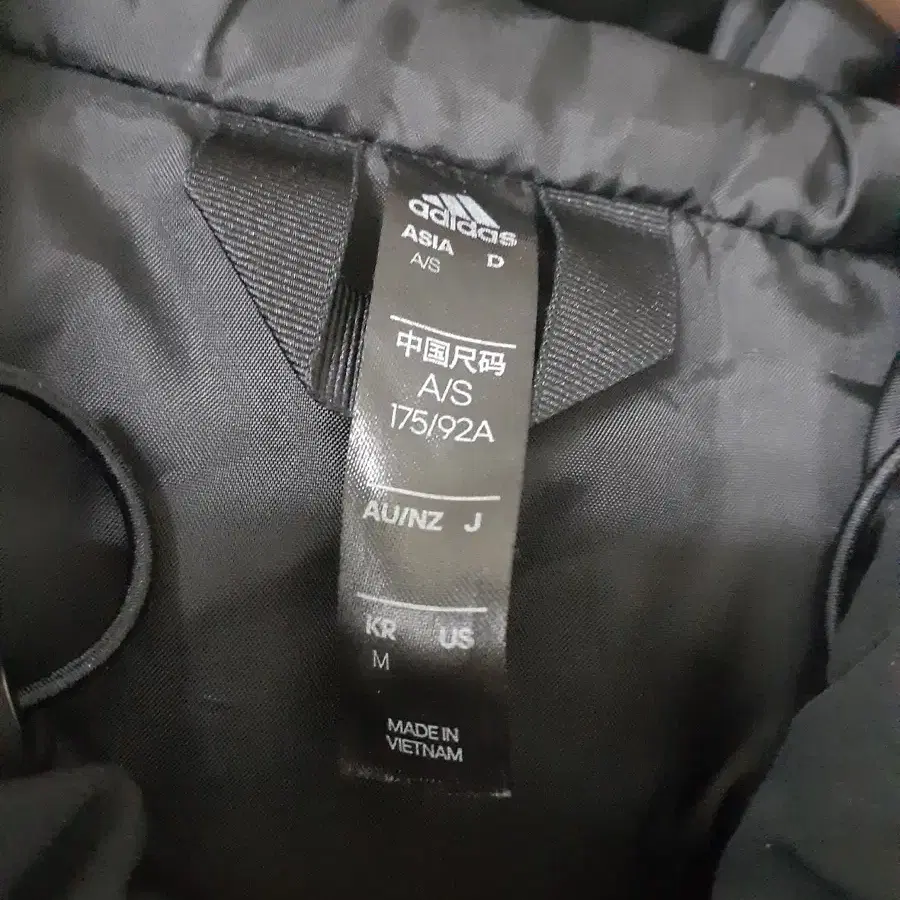 adidas
ASIA D
A/S
中国尺码
A/S
175/92A
AU/NZ J
KR US
M
MADE IN
VIETNAM